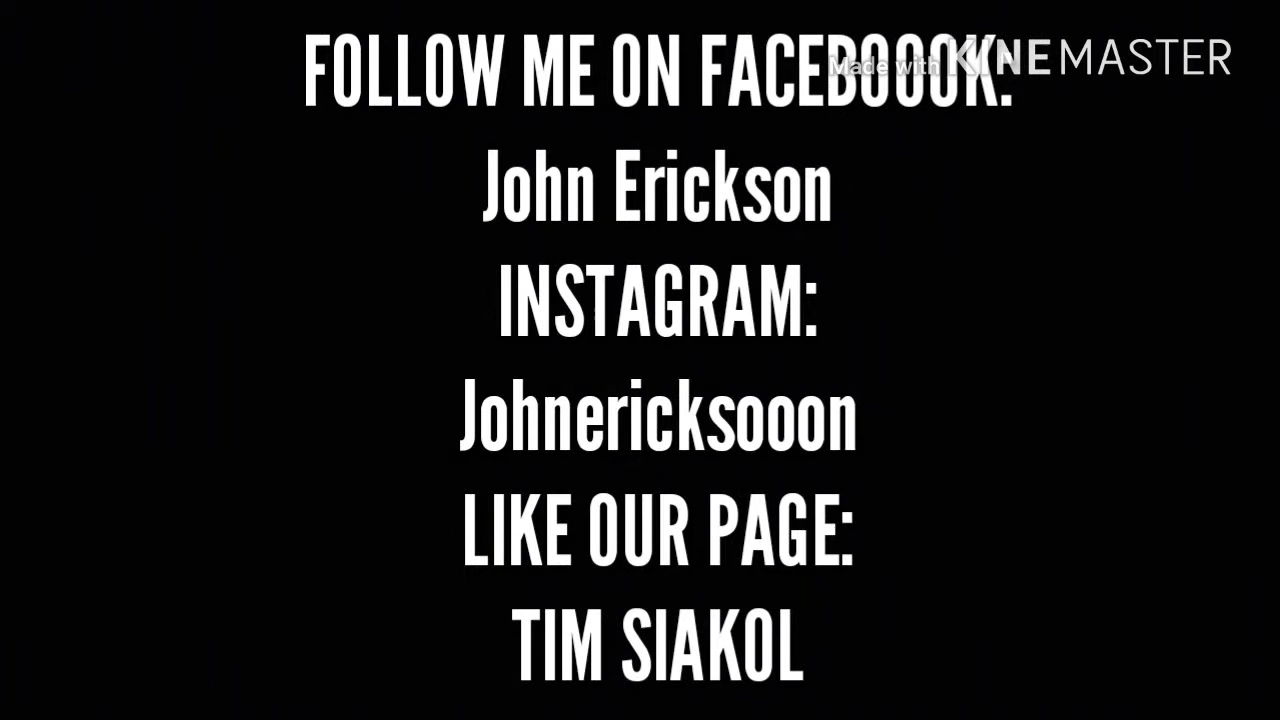 FOLLOW ME ON FACEBOOOK:
Made with KINEMASTER
John Erickson
INSTAGRAM:
Johnericksooon
LIKE OUR PAGE:
TIM SIAKOL